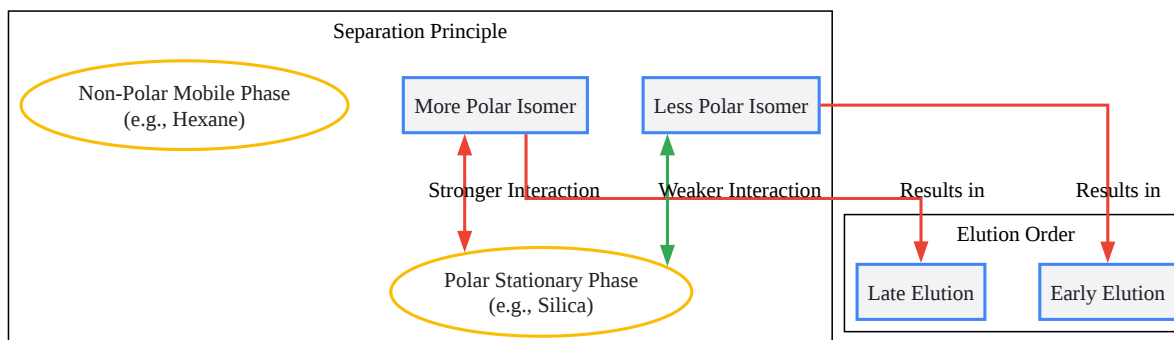 Separation Principle
Non-Polar Mobile Phase
(e.g., Hexane)
More Polar Isomer
Less Polar Isomer
Stronger Interaction
Weaker Interaction
Results in
Results in
Elution Order
Polar Stationary Phase
(e.g., Silica)
Late Elution
Early Elution